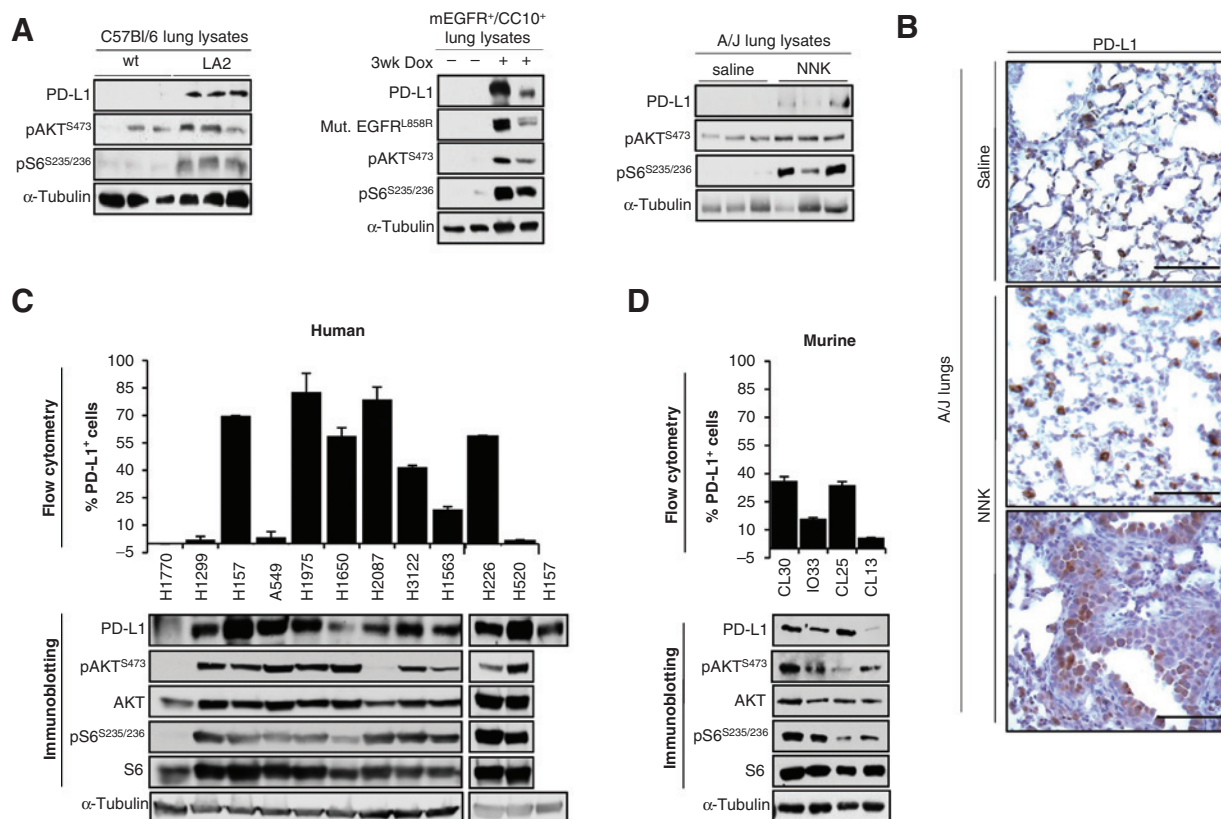 A
C57Bl/6 lung lysates
wt LA2
PD-L1
pAKTS473
pS6S235/236
α-Tubulin
mEGFR+/CC10+
lung lysates
3wk Dox − − + +
PD-L1
Mut. EGFRL858R
pAKTS473
pS6S235/236
α-Tubulin
A/J lung lysates
saline NNK
PD-L1
pAKTS473
pS6S235/236
α-Tubulin
B
PD-L1
Saline
NNK
A/J lungs
C
Human
Flow cytometry
% PD-L1+ cells
100
85
70
55
40
25
10
−5
H1770 H1299 H157 A549 H1975 H1650 H2087 H3122 H1563 H226 H520 H157
Immunoblotting
PD-L1
pAKTS473
AKT
pS6S235/236
S6
α-Tubulin
D
Murine
Flow cytometry
% PD-L1+ cells
100
85
70
55
40
25
10
−5
CL30 IO33 CL25 CL13
Immunoblotting
PD-L1
pAKTS473
AKT
pS6S235/236
S6
α-Tubulin